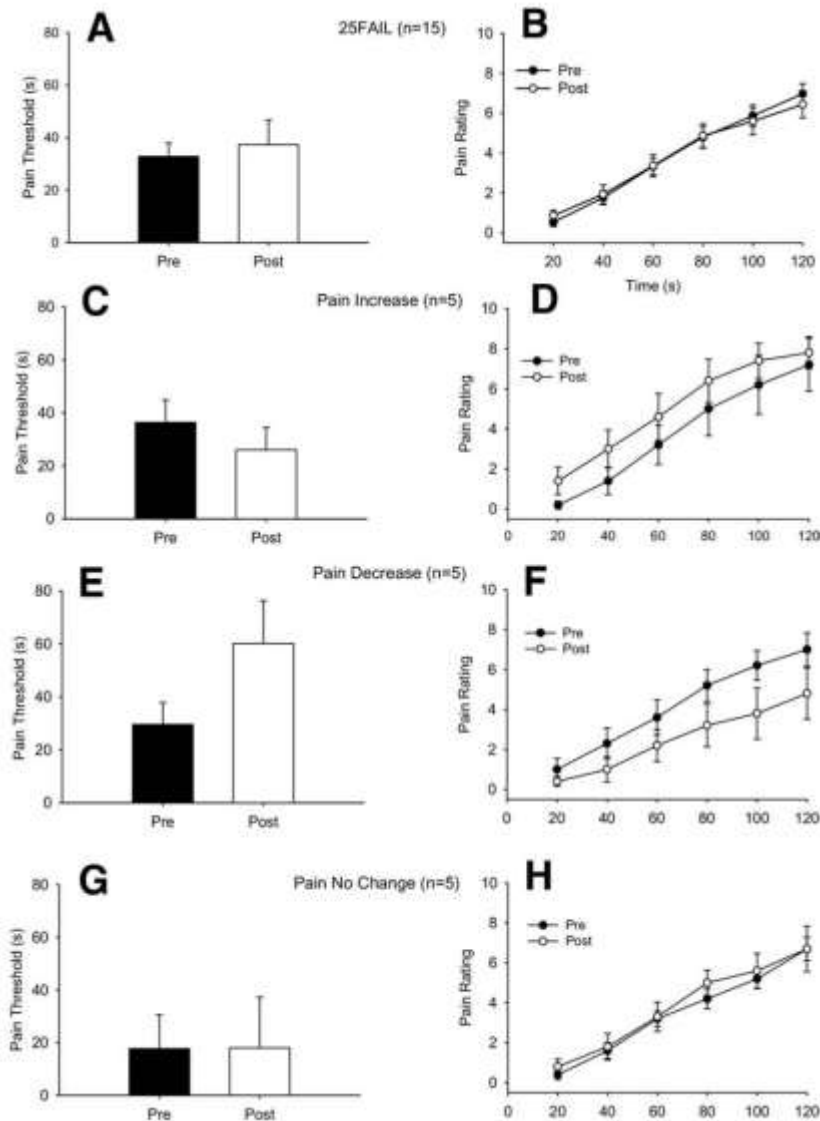 A
25FAIL (n=15)
B
80
60
40
20
0
Pain Threshold (s)
Pre
Post
10
8
6
4
2
0
Pain Rating
Pre
Post
20 40 60 80 100 120
Time (s)
C
Pain Increase (n=5)
D
80
60
40
20
0
Pain Threshold (s)
Pre
Post
10
8
6
4
2
0
Pain Rating
Pre
Post
0 20 40 60 80 100 120
E
Pain Decrease (n=5)
F
80
60
40
20
0
Pain Threshold (s)
Pre
Post
10
8
6
4
2
0
Pain Rating
Pre
Post
0 20 40 60 80 100 120
G
Pain No Change (n=5)
H
80
60
40
20
0
Pain Threshold (s)
Pre
Post
10
8
6
4
2
0
Pain Rating
Pre
Post
0 20 40 60 80 100 120